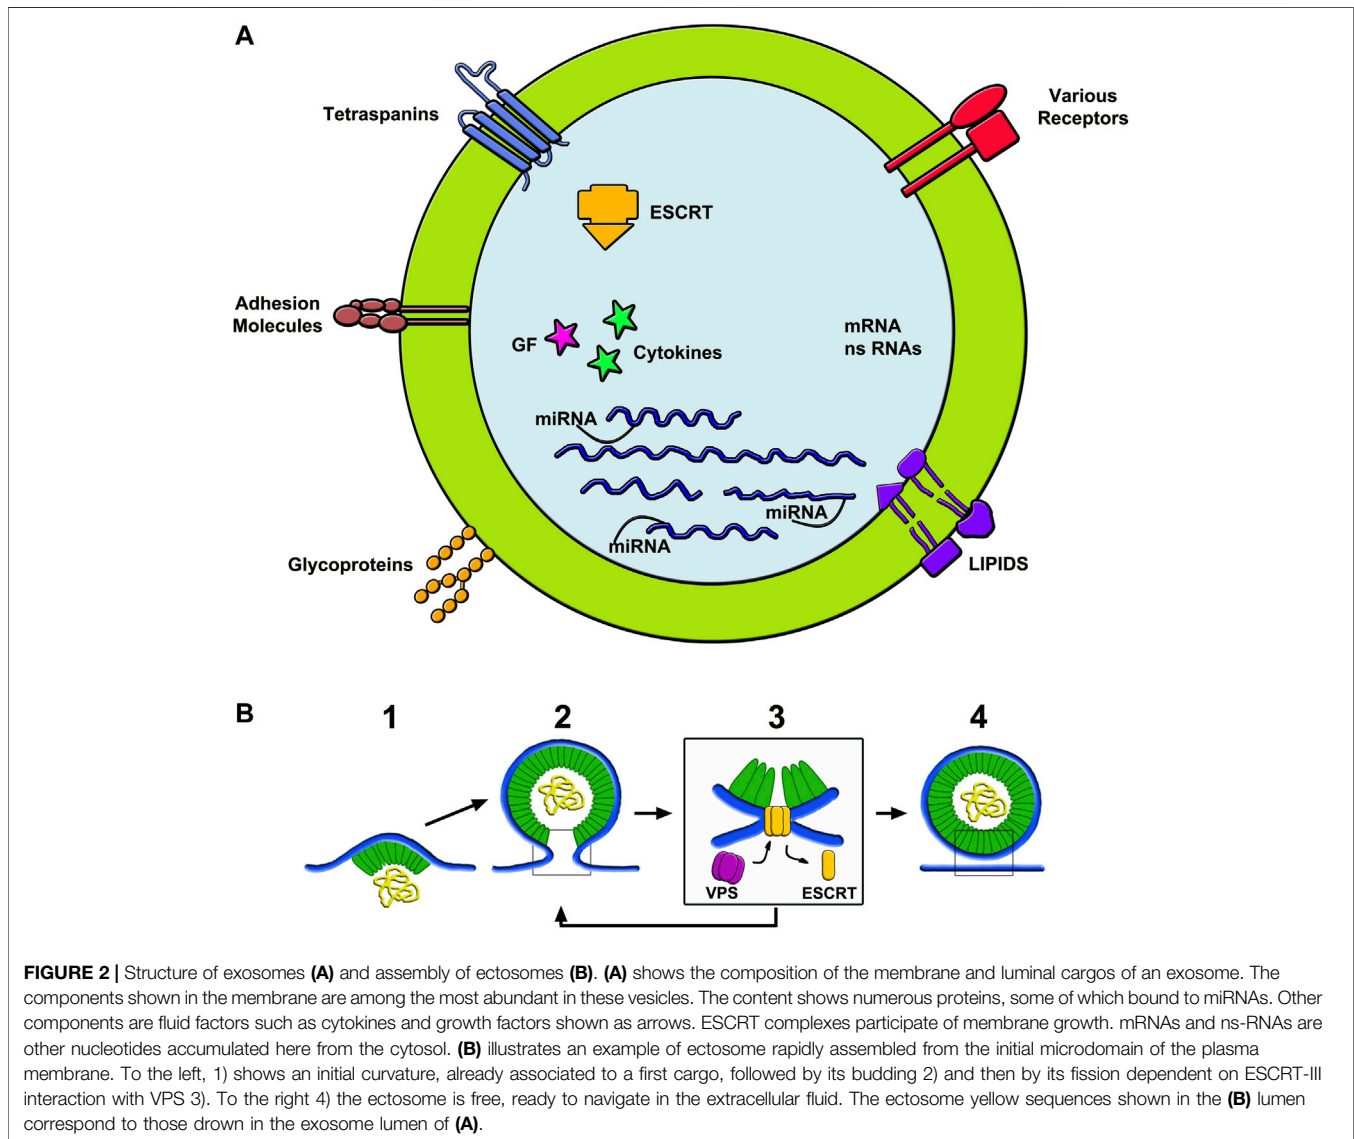 A
Tetraspanins
Various
Receptors
ESCRT
Adhesion
Molecules
GF
Cytokines
mRNA
ns RNAs
miRNA
miRNA
miRNA
Glycoproteins
LIPIDS
B
1
2
3
4
VPS
ESCRT
FIGURE 2 | Structure of exosomes (A) and assembly of ectosomes (B). (A) shows the composition of the membrane and luminal cargos of an exosome. The
components shown in the membrane are among the most abundant in these vesicles. The content shows numerous proteins, some of which bound to miRNAs. Other
components are fluid factors such as cytokines and growth factors shown as arrows. ESCRT complexes participate of membrane growth. mRNAs and ns-RNAs are
other nucleotides accumulated here from the cytosol. (B) illustrates an example of ectosome rapidly assembled from the initial microdomain of the plasma
membrane. To the left, 1) shows an initial curvature, already associated to a first cargo, followed by its budding 2) and then by its fission dependent on ESCRT-III
interaction with VPS 3). To the right 4) the ectosome is free, ready to navigate in the extracellular fluid. The ectosome yellow sequences shown in the (B) lumen
correspond to those drown in the exosome lumen of (A).